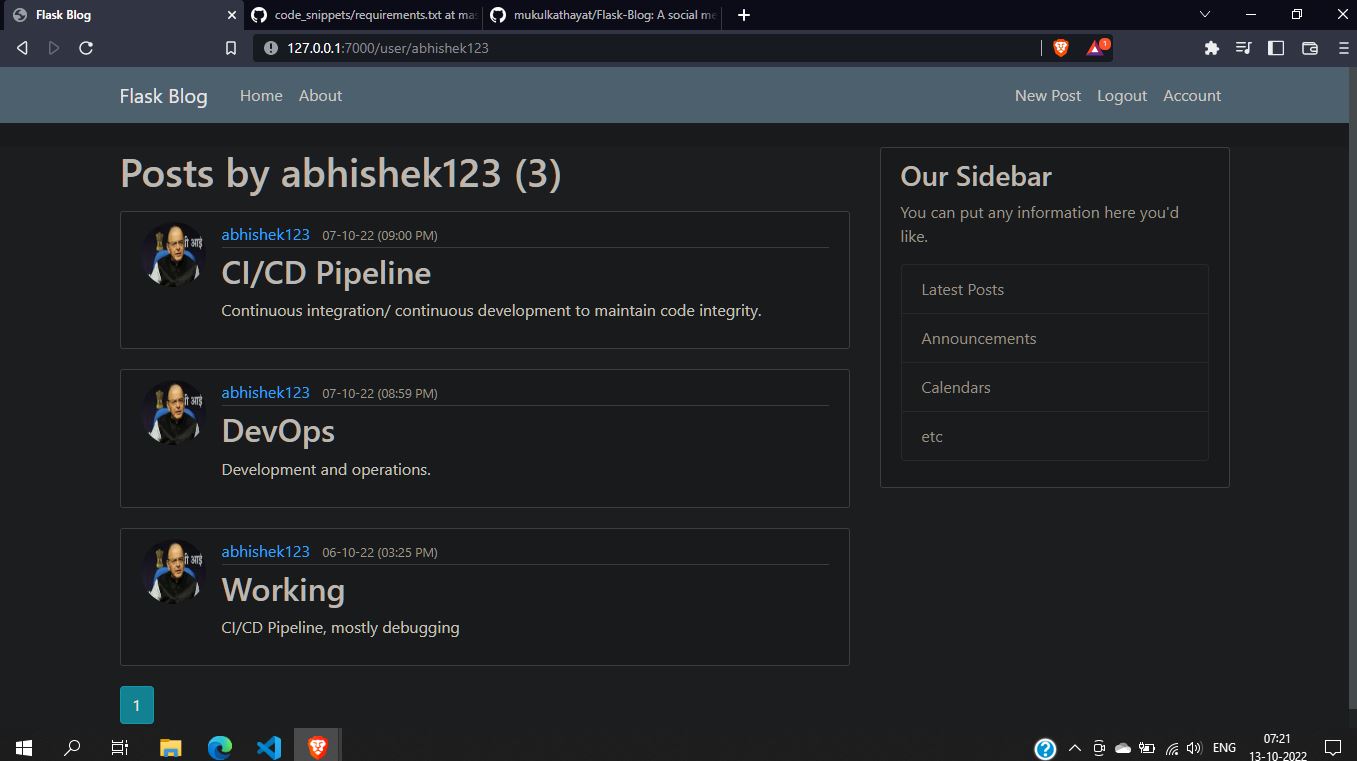 Flask Blog
code_snippets/requirements.txt at mas
mukulkathayat/Flask-Blog: A social me
127.0.0.1:7000/user/abhishek123
1
Flask Blog
Home
About
New Post
Logout
Account
Posts by abhishek123 (3)
abhishek123 07-10-22 (09:00 PM)
CI/CD Pipeline
Continuous integration/ continuous development to maintain code integrity.
abhishek123 07-10-22 (08:59 PM)
DevOps
Development and operations.
abhishek123 06-10-22 (03:25 PM)
Working
CI/CD Pipeline, mostly debugging
1
Our Sidebar
You can put any information here you'd
like.
Latest Posts
Announcements
Calendars
etc
ENG
07:21
13-10-2022